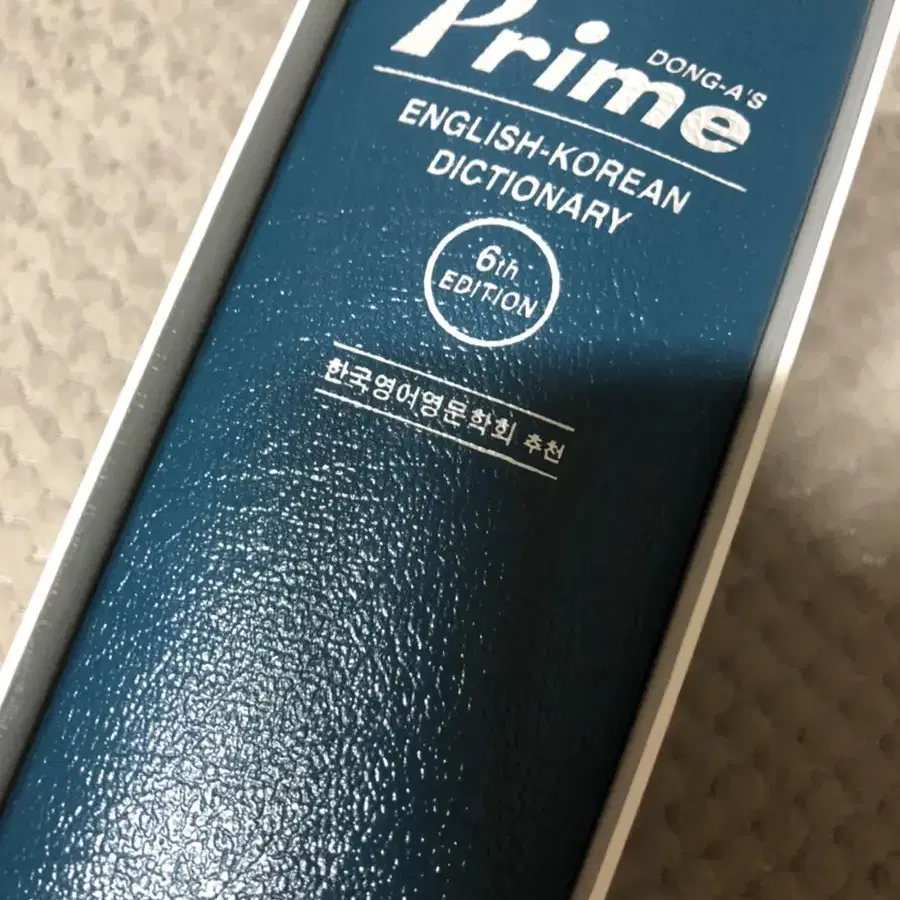 DONG-A'S
Prime
ENGLISH-KOREAN
DICTIONARY
6th
EDITION
한국영어영문학회 추천